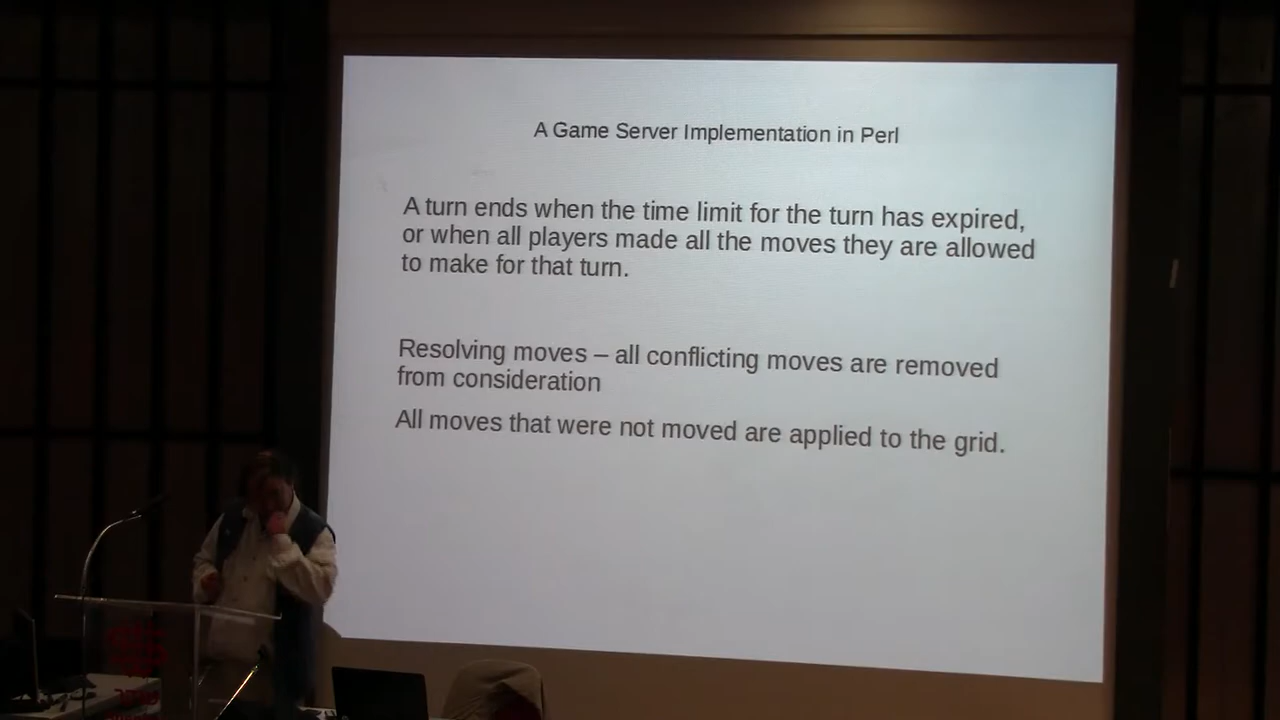 A Game Server Implementation in Perl
A turn ends when the time limit for the turn has expired,
or when all players made all the moves they are allowed
to make for that turn.
Resolving moves – all conflicting moves are removed
from consideration
All moves that were not moved are applied to the grid.